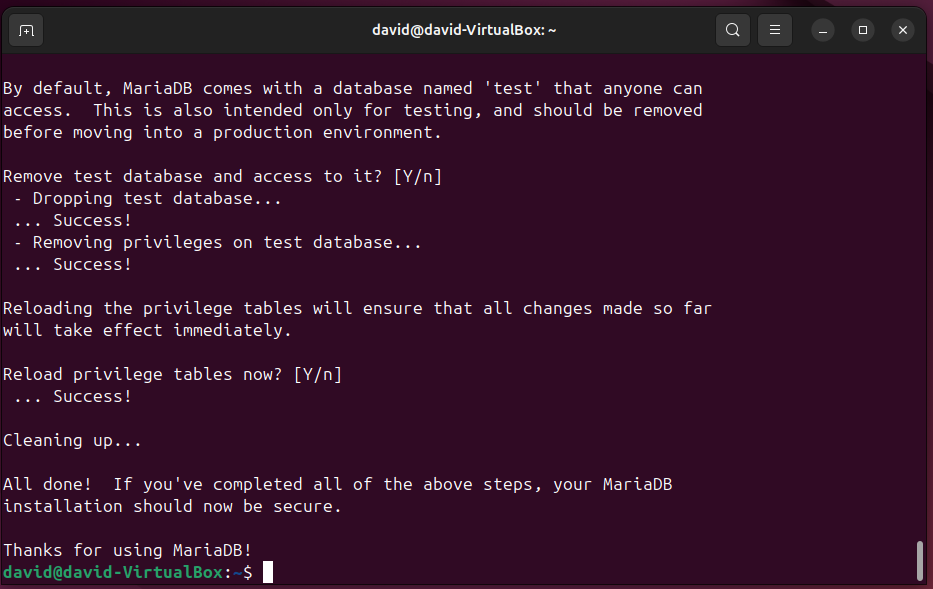 david@david-VirtualBox: ~
By default, MariaDB comes with a database named 'test' that anyone can
access.  This is also intended only for testing, and should be removed
before moving into a production environment.
Remove test database and access to it? [Y/n]
 - Dropping test database...
 ... Success!
 - Removing privileges on test database...
 ... Success!
Reloading the privilege tables will ensure that all changes made so far
will take effect immediately.
Reload privilege tables now? [Y/n]
 ... Success!
Cleaning up...
All done!  If you've completed all of the above steps, your MariaDB
installation should now be secure.
Thanks for using MariaDB!
david@david-VirtualBox:~$